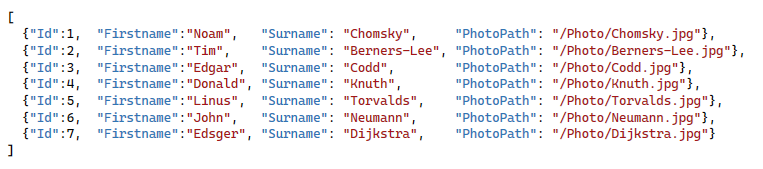 [
  {"Id":1,  "Firstname":"Noam",   "Surname": "Chomsky",     "PhotoPath": "/Photo/Chomsky.jpg"},
  {"Id":2,  "Firstname":"Tim",    "Surname": "Berners-Lee", "PhotoPath": "/Photo/Berners-Lee.jpg"},
  {"Id":3,  "Firstname":"Edgar",  "Surname": "Codd",        "PhotoPath": "/Photo/Codd.jpg"},
  {"Id":4,  "Firstname":"Donald", "Surname": "Knuth",       "PhotoPath": "/Photo/Knuth.jpg"},
  {"Id":5,  "Firstname":"Linus",  "Surname": "Torvalds",    "PhotoPath": "/Photo/Torvalds.jpg"},
  {"Id":6,  "Firstname":"John",   "Surname": "Neumann",     "PhotoPath": "/Photo/Neumann.jpg"},
  {"Id":7,  "Firstname":"Edsger", "Surname": "Dijkstra",    "PhotoPath": "/Photo/Dijkstra.jpg"}
]